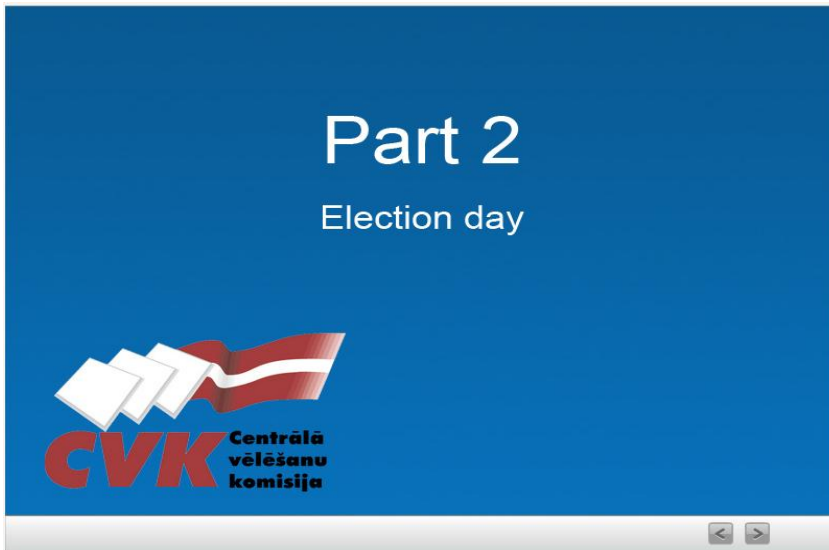 Part 2
Election day
CVK
Centrālā
vēlēšanu
komisija